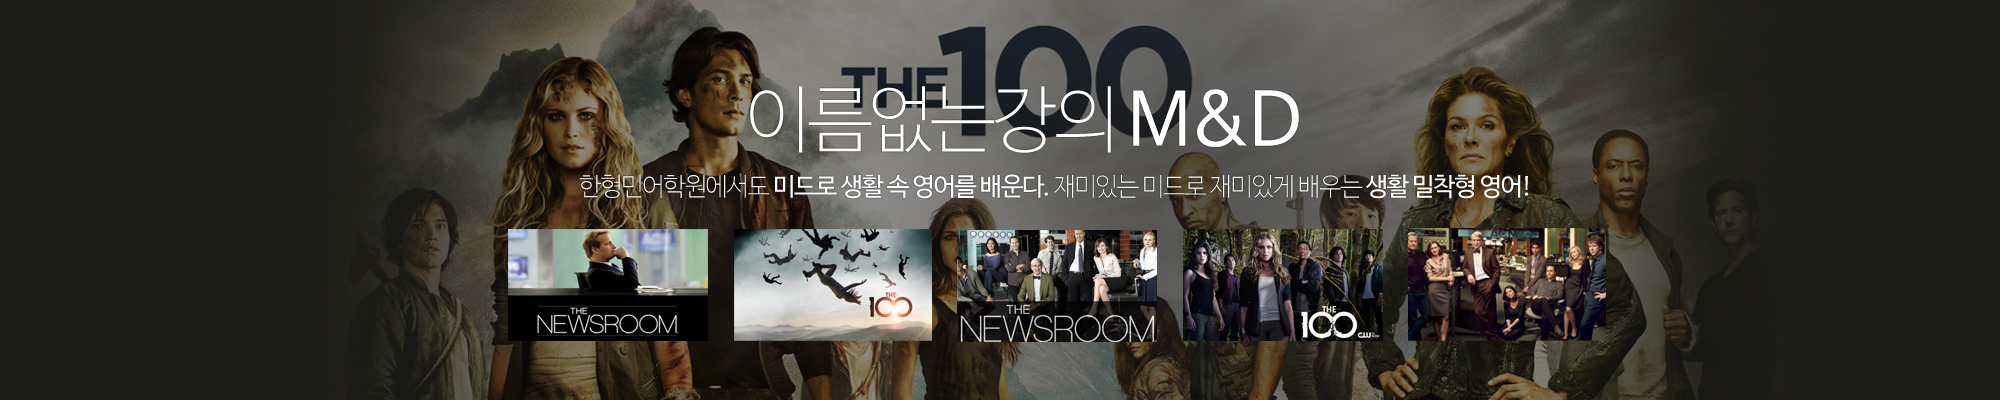 THE 100
이름없는강의 M&D
한형민어학원에서도 미드로 생활 속 영어를 배운다. 재미있는 미드로 재미있게 배우는 생활 밀착형 영어!
THE
NEWSROOM
THE
100
THE
NEWSROOM
THE
100 CW